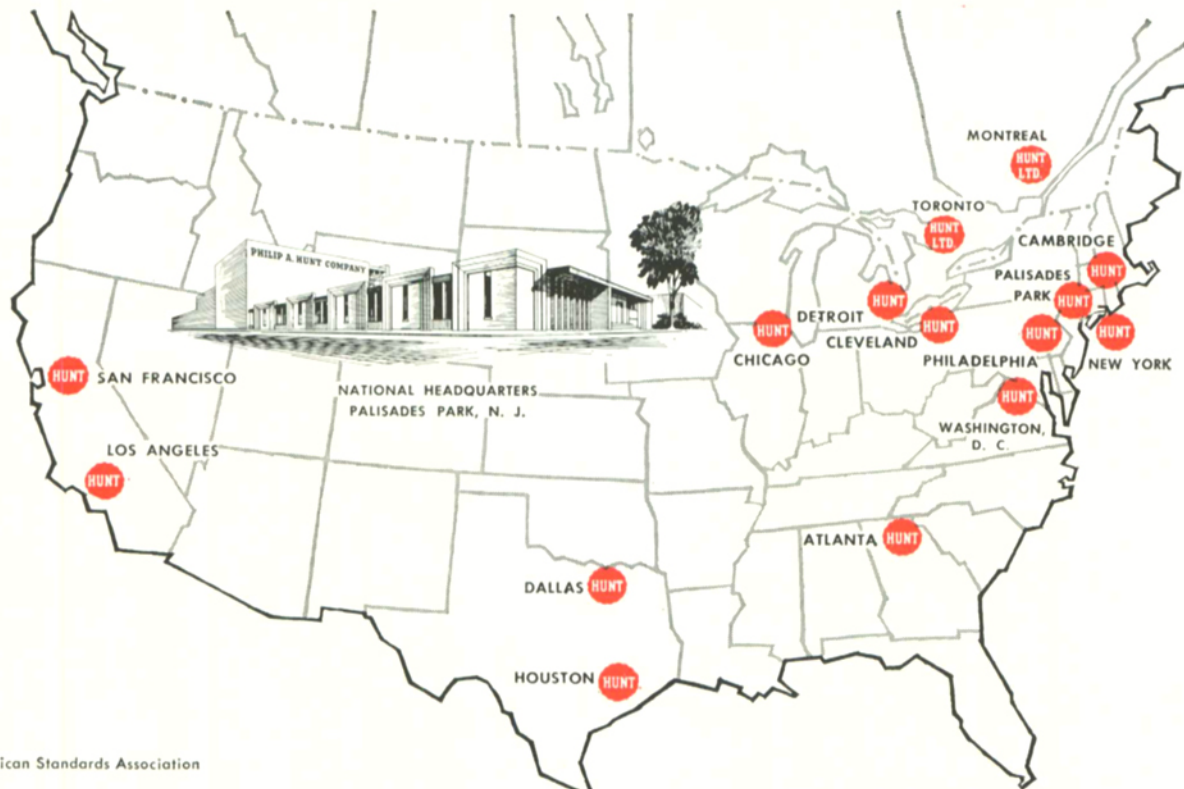 MONTREAL
HUNT
LTD.
TORONTO
HUNT
LTD.
CAMBRIDGE
HUNT
PHILIP A. HUNT COMPANY
PALISADES
PARK
HUNT
HUNT
DETROIT
HUNT
CLEVELAND
HUNT
CHICAGO
HUNT
PHILADELPHIA
HUNT
NEW YORK
HUNT
SAN FRANCISCO
NATIONAL HEADQUARTERS
PALISADES PARK, N. J.
HUNT
WASHINGTON,
D. C.
LOS ANGELES
HUNT
ATLANTA
HUNT
DALLAS
HUNT
HOUSTON
HUNT
ican Standards Association